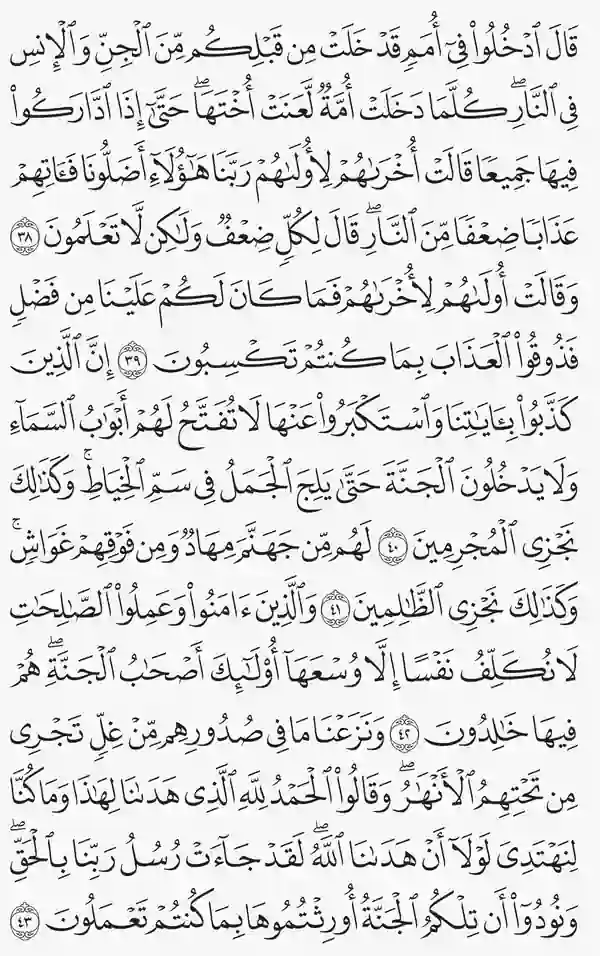 قَالَ ٱدْخُلُوا۟ فِىٓ أُمَمٍ قَدْ خَلَتْ مِن قَبْلِكُم مِّنَ ٱلْجِنِّ وَٱلْإِنسِ
فِى ٱلنَّارِ ۖ كُلَّمَا دَخَلَتْ أُمَّةٌ لَّعَنَتْ أُخْتَهَا ۖ حَتَّىٰٓ إِذَا ٱدَّارَكُوا۟
فِيهَا جَمِيعًا قَالَتْ أُخْرَىٰهُمْ لِأُولَىٰهُمْ رَبَّنَا هَـٰٓؤُلَآءِ أَضَلُّونَا فَـَٔاتِهِمْ
عَذَابًا ضِعْفًا مِّنَ ٱلنَّارِ ۖ قَالَ لِكُلٍّ ضِعْفٌ وَلَـٰكِن لَّا تَعْلَمُونَ ٣٨
وَقَالَتْ أُولَىٰهُمْ لِأُخْرَىٰهُمْ فَمَا كَانَ لَكُمْ عَلَيْنَا مِن فَضْلٍ
فَذُوقُوا۟ ٱلْعَذَابَ بِمَا كُنتُمْ تَكْسِبُونَ ٣٩ إِنَّ ٱلَّذِينَ
كَذَّبُوا۟ بِـَٔايَـٰتِنَا وَٱسْتَكْبَرُوا۟ عَنْهَا لَا تُفَتَّحُ لَهُمْ أَبْوَٰبُ ٱلسَّمَآءِ
وَلَا يَدْخُلُونَ ٱلْجَنَّةَ حَتَّىٰ يَلِجَ ٱلْجَمَلُ فِى سَمِّ ٱلْخِيَاطِ ۚ وَكَذَٰلِكَ
نَجْزِى ٱلْمُجْرِمِينَ ٤٠ لَهُم مِّن جَهَنَّمَ مِهَادٌ وَمِن فَوْقِهِمْ غَوَاشٍ ۚ
وَكَذَٰلِكَ نَجْزِى ٱلظَّـٰلِمِينَ ٤١ وَٱلَّذِينَ ءَامَنُوا۟ وَعَمِلُوا۟ ٱلصَّـٰلِحَـٰتِ
لَا نُكَلِّفُ نَفْسًا إِلَّا وُسْعَهَآ أُو۟لَـٰٓئِكَ أَصْحَـٰبُ ٱلْجَنَّةِ ۖ هُمْ
فِيهَا خَـٰلِدُونَ ٤٢ وَنَزَعْنَا مَا فِى صُدُورِهِم مِّنْ غِلٍّ تَجْرِى
مِن تَحْتِهِمُ ٱلْأَنْهَـٰرُ ۖ وَقَالُوا۟ ٱلْحَمْدُ لِلَّهِ ٱلَّذِى هَدَىٰنَا لِهَـٰذَا وَمَا كُنَّا
لِنَهْتَدِىَ لَوْلَآ أَنْ هَدَىٰنَا ٱللَّهُ ۖ لَقَدْ جَآءَتْ رُسُلُ رَبِّنَا بِٱلْحَقِّ ۖ
وَنُودُوٓا۟ أَن تِلْكُمُ ٱلْجَنَّةُ أُورِثْتُمُوهَا بِمَا كُنتُمْ تَعْمَلُونَ ٤٣